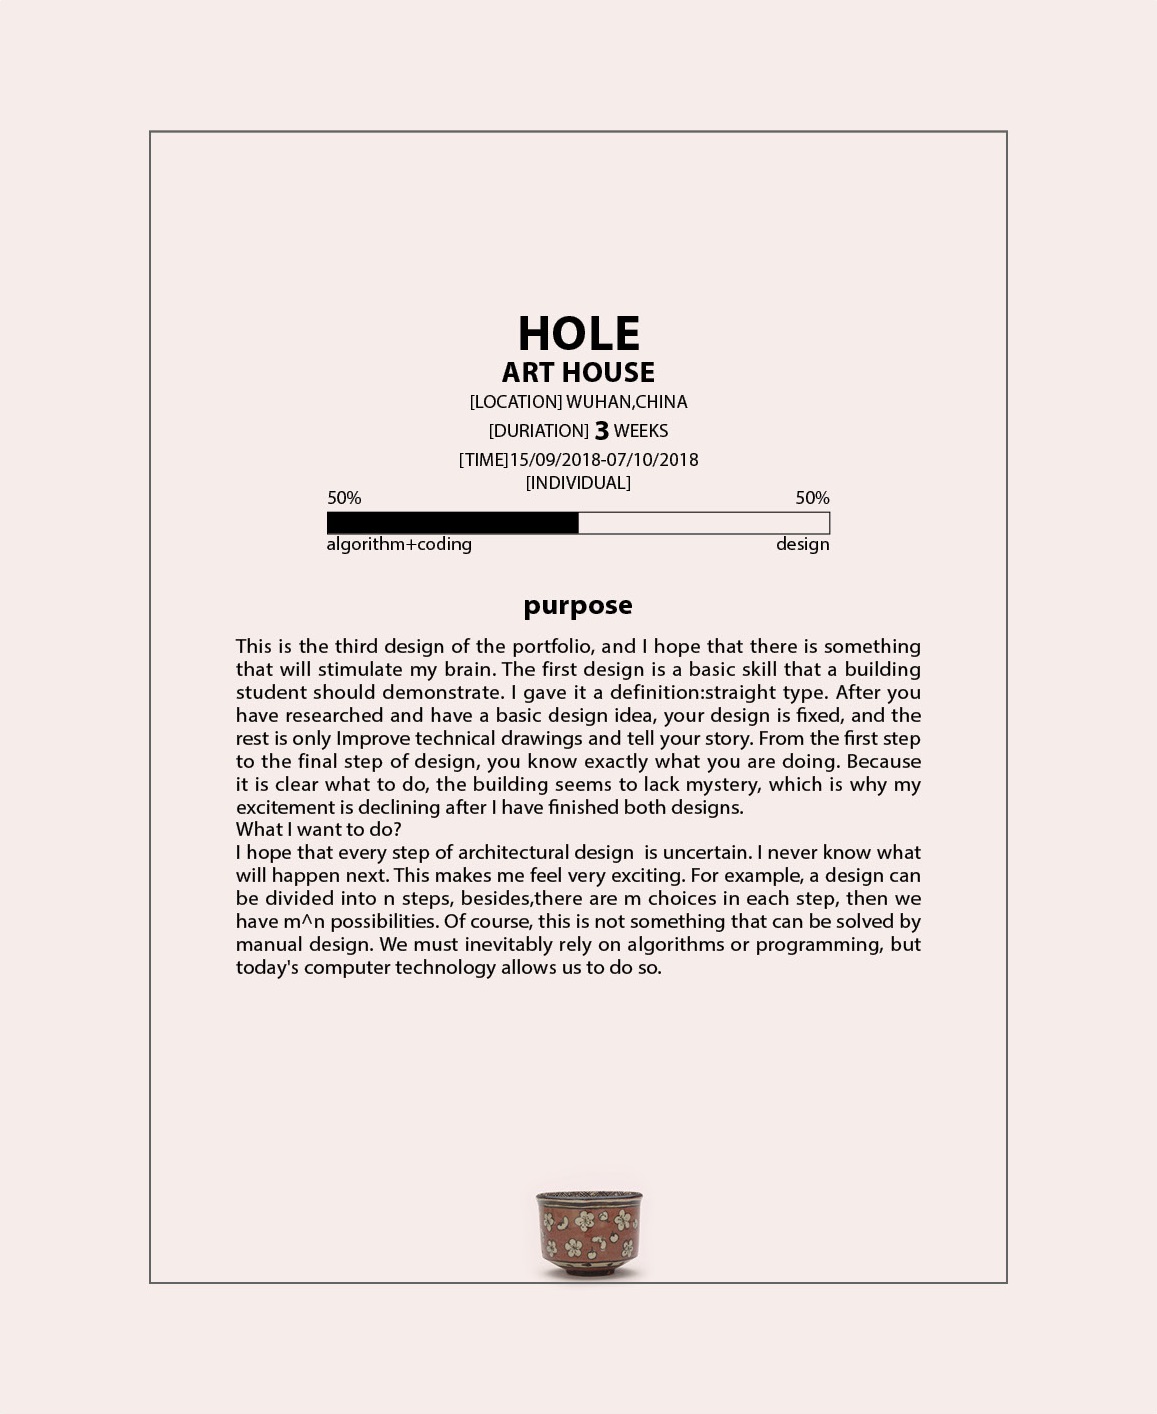 HOLE
ART HOUSE
[LOCATION] WUHAN,CHINA
[DURIATION] 3 WEEKS
[TIME]15/09/2018-07/10/2018
[INDIVIDUAL]
50% 50%
algorithm+coding design
purpose
This is the third design of the portfolio, and I hope that there is something
that will stimulate my brain. The first design is a basic skill that a building
student should demonstrate. I gave it a definition:straight type. After you
have researched and have a basic design idea, your design is fixed, and the
rest is only Improve technical drawings and tell your story. From the first step
to the final step of design, you know exactly what you are doing. Because
it is clear what to do, the building seems to lack mystery, which is why my
excitement is declining after I have finished both designs.
What I want to do?
I hope that every step of architectural design  is uncertain. I never know what
will happen next. This makes me feel very exciting. For example, a design can
be divided into n steps, besides,there are m choices in each step, then we
have m^n possibilities. Of course, this is not something that can be solved by
manual design. We must inevitably rely on algorithms or programming, but
today's computer technology allows us to do so.